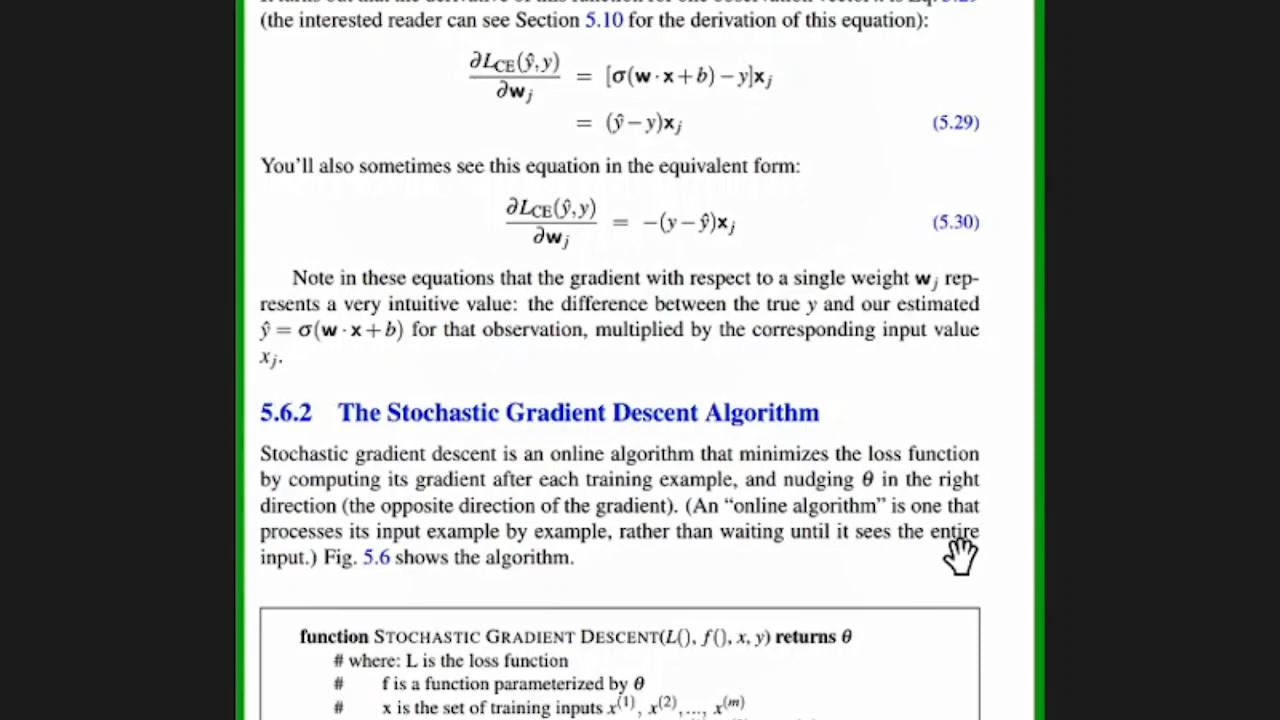 (the interested reader can see Section 5.10 for the derivation of this equation):
∂L_CE(ŷ,y)/∂w_j = [σ(w·x+b)−y]x_j
= (ŷ−y)x_j (5.29)
You'll also sometimes see this equation in the equivalent form:
∂L_CE(ŷ,y)/∂w_j = −(y−ŷ)x_j (5.30)
Note in these equations that the gradient with respect to a single weight w_j rep-
resents a very intuitive value: the difference between the true y and our estimated
ŷ = σ(w·x+b) for that observation, multiplied by the corresponding input value
x_j.
5.6.2 The Stochastic Gradient Descent Algorithm
Stochastic gradient descent is an online algorithm that minimizes the loss function
by computing its gradient after each training example, and nudging θ in the right
direction (the opposite direction of the gradient). (An “online algorithm” is one that
processes its input example by example, rather than waiting until it sees the entire
input.) Fig. 5.6 shows the algorithm.
function STOCHASTIC GRADIENT DESCENT(L(), f(), x, y) returns θ
# where: L is the loss function
# f is a function parameterized by θ
# x is the set of training inputs x^(1), x^(2), ..., x^(m)